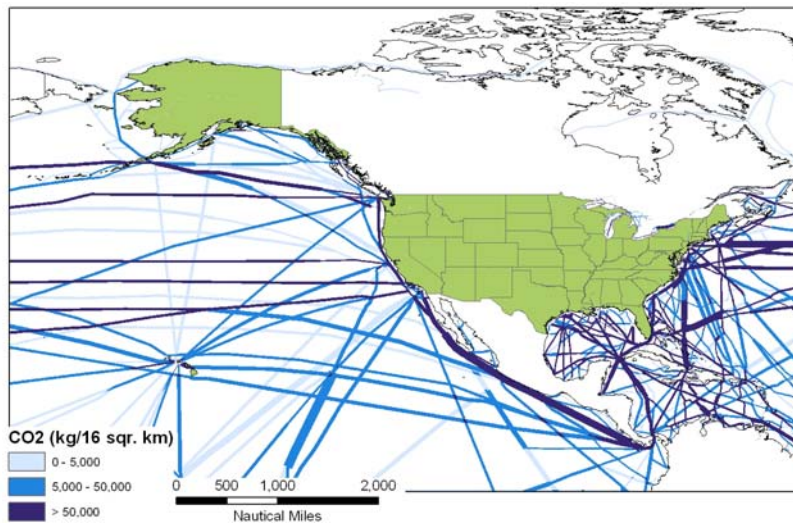 CO2 (kg/16 sqr. km)
0 - 5,000
5,000 - 50,000
> 50,000
0 500 1,000 2,000
Nautical Miles